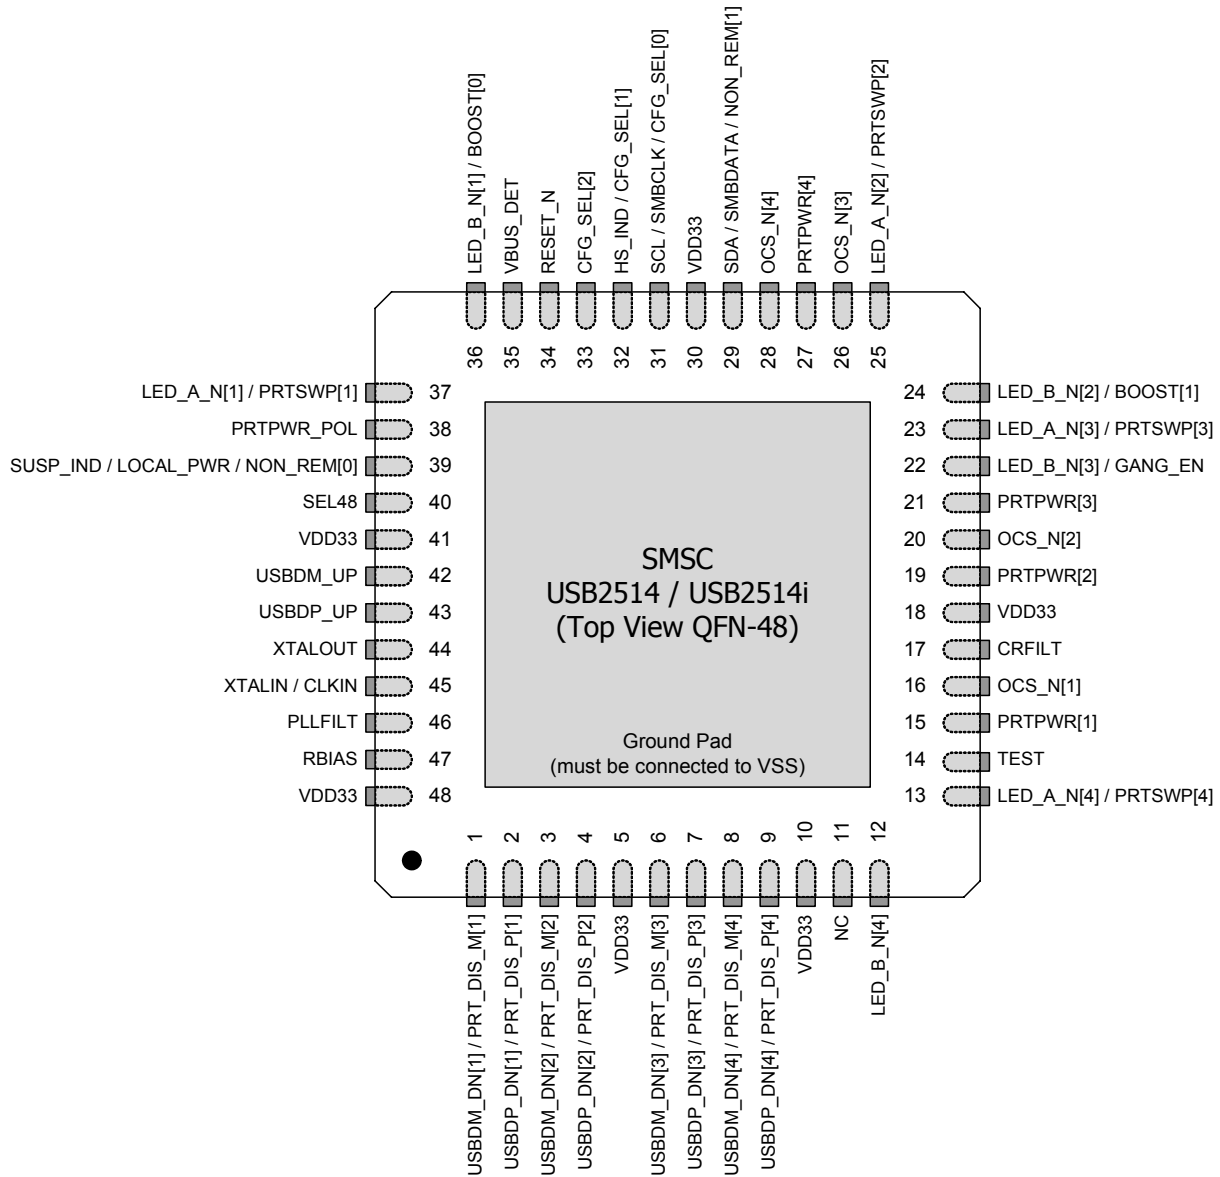 LED_B_N[1] / BOOST[0]
VBUS_DET
RESET_N
CFG_SEL[2]
HS_IND / CFG_SEL[1]
SCL / SMBCLK / CFG_SEL[0]
VDD33
SDA / SMBDATA / NON_REM[1]
OCS_N[4]
PRTPWR[4]
OCS_N[3]
LED_A_N[2] / PRTSWP[2]
36
35
34
33
32
31
30
29
28
27
26
25
LED_A_N[1] / PRTSWP[1] 37
PRTPWR_POL 38
SUSP_IND / LOCAL_PWR / NON_REM[0] 39
SEL48 40
VDD33 41
USBDM_UP 42
USBDP_UP 43
XTALOUT 44
XTALIN / CLKIN 45
PLLFILT 46
RBIAS 47
VDD33 48
SMSC
USB2514 / USB2514i
(Top View QFN-48)
Ground Pad
(must be connected to VSS)
24 LED_B_N[2] / BOOST[1]
23 LED_A_N[3] / PRTSWP[3]
22 LED_B_N[3] / GANG_EN
21 PRTPWR[3]
20 OCS_N[2]
19 PRTPWR[2]
18 VDD33
17 CRFILT
16 OCS_N[1]
15 PRTPWR[1]
14 TEST
13 LED_A_N[4] / PRTSWP[4]
1
2
3
4
5
6
7
8
9
10
11
12
USBDM_DN[1] / PRT_DIS_M[1]
USBDP_DN[1] / PRT_DIS_P[1]
USBDM_DN[2] / PRT_DIS_M[2]
USBDP_DN[2] / PRT_DIS_P[2]
VDD33
USBDM_DN[3] / PRT_DIS_M[3]
USBDP_DN[3] / PRT_DIS_P[3]
USBDM_DN[4] / PRT_DIS_M[4]
USBDP_DN[4] / PRT_DIS_P[4]
VDD33
NC
LED_B_N[4]